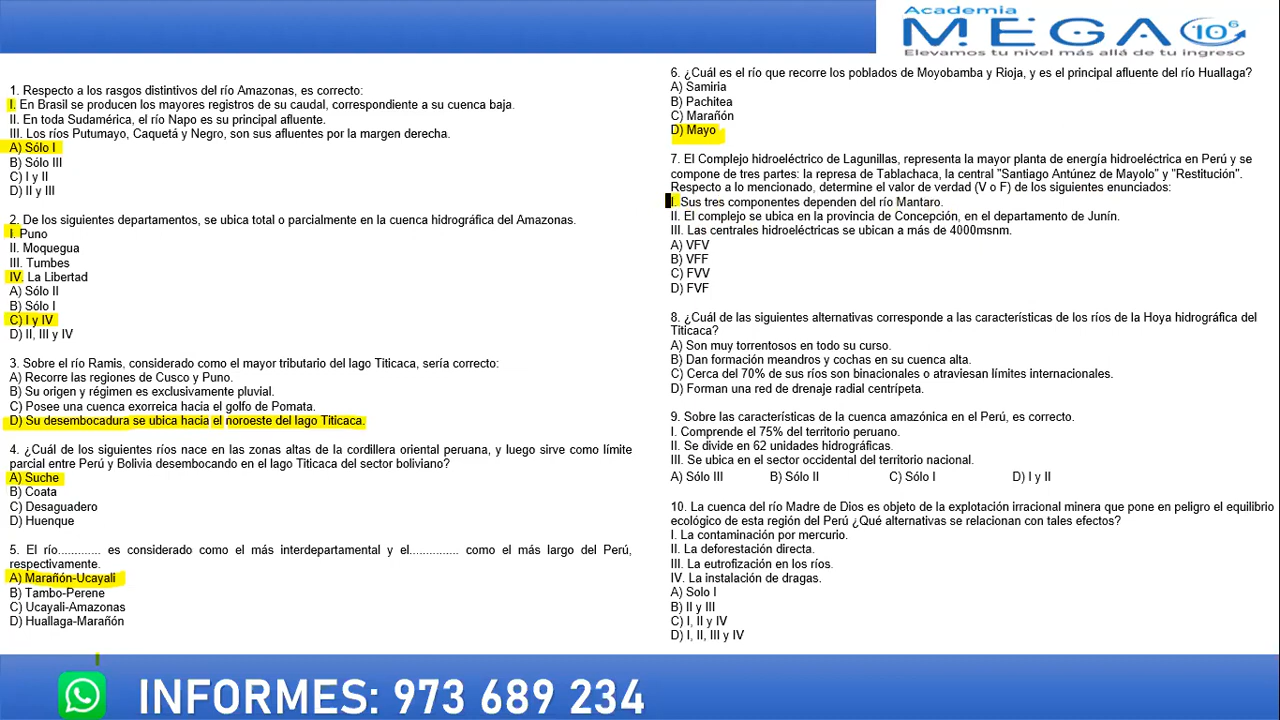 Academia
MEGA 10⁶
Elevamos tu nivel más allá de tu ingreso
1. Respecto a los rasgos distintivos del río Amazonas, es correcto:
I. En Brasil se producen los mayores registros de su caudal, correspondiente a su cuenca baja.
II. En toda Sudamérica, el río Napo es su principal afluente.
III. Los ríos Putumayo, Caquetá y Negro, son sus afluentes por la margen derecha.
A) Sólo I
B) Sólo III
C) I y II
D) II y III
2. De los siguientes departamentos, se ubica total o parcialmente en la cuenca hidrográfica del Amazonas.
I. Puno
II. Moquegua
III. Tumbes
IV. La Libertad
A) Sólo II
B) Sólo I
C) I y IV
D) II, III y IV
3. Sobre el río Ramis, considerado como el mayor tributario del lago Titicaca, sería correcto:
A) Recorre las regiones de Cusco y Puno.
B) Su origen y régimen es exclusivamente pluvial.
C) Posee una cuenca exorreica hacia el golfo de Pomata.
D) Su desembocadura se ubica hacia el noroeste del lago Titicaca.
4. ¿Cuál de los siguientes ríos nace en las zonas altas de la cordillera oriental peruana, y luego sirve como límite
parcial entre Perú y Bolivia desembocando en el lago Titicaca del sector boliviano?
A) Suche
B) Coata
C) Desaguadero
D) Huenque
5. El río............ es considerado como el más interdepartamental y el.............. como el más largo del Perú,
respectivamente.
A) Marañón-Ucayali
B) Tambo-Perene
C) Ucayali-Amazonas
D) Huallaga-Marañón
6. ¿Cuál es el río que recorre los poblados de Moyobamba y Rioja, y es el principal afluente del río Huallaga?
A) Samiria
B) Pachitea
C) Marañón
D) Mayo
7. El Complejo hidroeléctrico de Lagunillas, representa la mayor planta de energía hidroeléctrica en Perú y se
compone de tres partes: la represa de Tablachaca, la central "Santiago Antúnez de Mayolo" y "Restitución".
Respecto a lo mencionado, determine el valor de verdad (V o F) de los siguientes enunciados:
I. Sus tres componentes dependen del río Mantaro.
II. El complejo se ubica en la provincia de Concepción, en el departamento de Junín.
III. Las centrales hidroeléctricas se ubican a más de 4000msnm.
A) VFV
B) VFF
C) FVV
D) FVF
8. ¿Cuál de las siguientes alternativas corresponde a las características de los ríos de la Hoya hidrográfica del
Titicaca?
A) Son muy torrentosos en todo su curso.
B) Dan formación meandros y cochas en su cuenca alta.
C) Cerca del 70% de sus ríos son binacionales o atraviesan límites internacionales.
D) Forman una red de drenaje radial centrípeta.
9. Sobre las características de la cuenca amazónica en el Perú, es correcto.
I. Comprende el 75% del territorio peruano.
II. Se divide en 62 unidades hidrográficas.
III. Se ubica en el sector occidental del territorio nacional.
A) Sólo III B) Sólo II C) Sólo I D) I y II
10. La cuenca del río Madre de Dios es objeto de la explotación irracional minera que pone en peligro el equilibrio
ecológico de esta región del Perú ¿Qué alternativas se relacionan con tales efectos?
I. La contaminación por mercurio.
II. La deforestación directa.
III. La eutrofización en los ríos.
IV. La instalación de dragas.
A) Solo I
B) II y III
C) I, II y IV
D) I, II, III y IV
INFORMES: 973 689 234